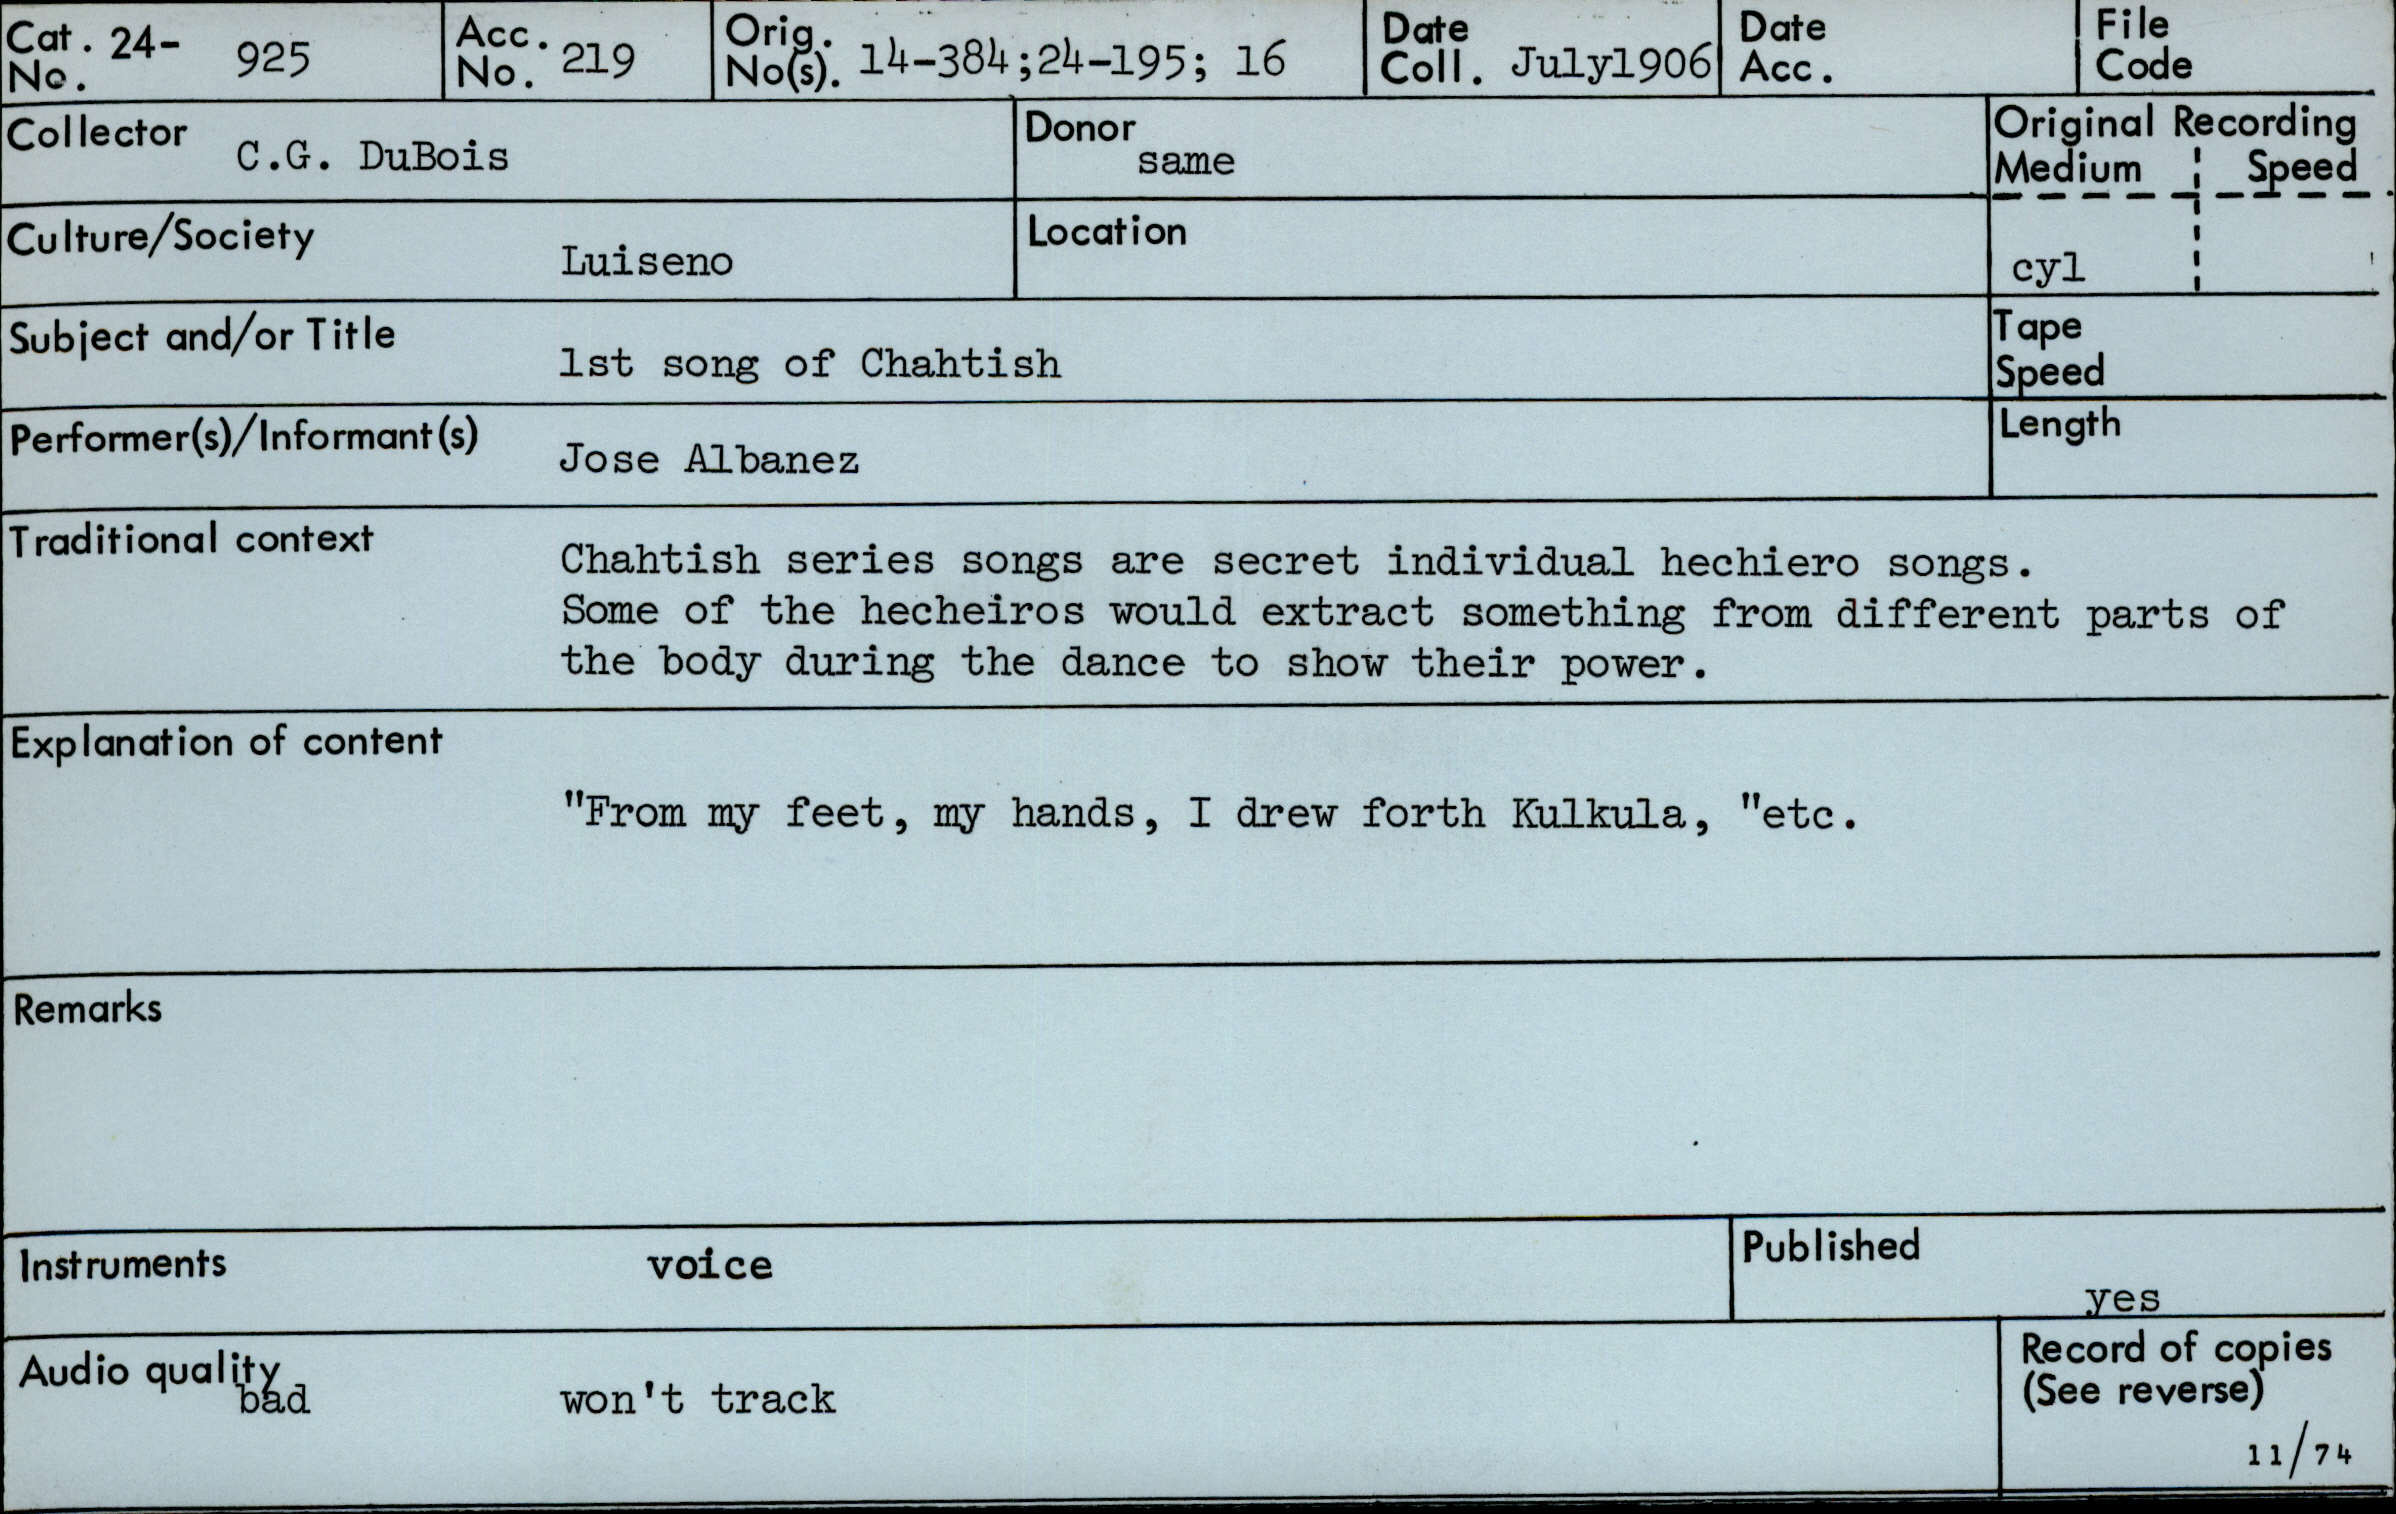 Cat. 24- 925
No.
Acc. 219
No.
Orig. 14-384;24-195; 16
No(s).
Date
Coll. July1906
Date
Acc.
File
Code
Collector C.G. DuBois
Donor
same
Original Recording
Medium Speed
cyl
Culture/Society Luiseno
Location
Subject and/or Title
1st song of Chahtish
Tape
Speed
Performer(s)/Informant(s) Jose Albanez
Length
Traditional context
Chahtish series songs are secret individual hechiero songs.
Some of the hecheiros would extract something from different parts of
the body during the dance to show their power.
Explanation of content
"From my feet, my hands, I drew forth Kulkula, "etc.
Remarks
Instruments voice
Published
yes
Audio quality
bad won't track
Record of copies
(See reverse)
11/74